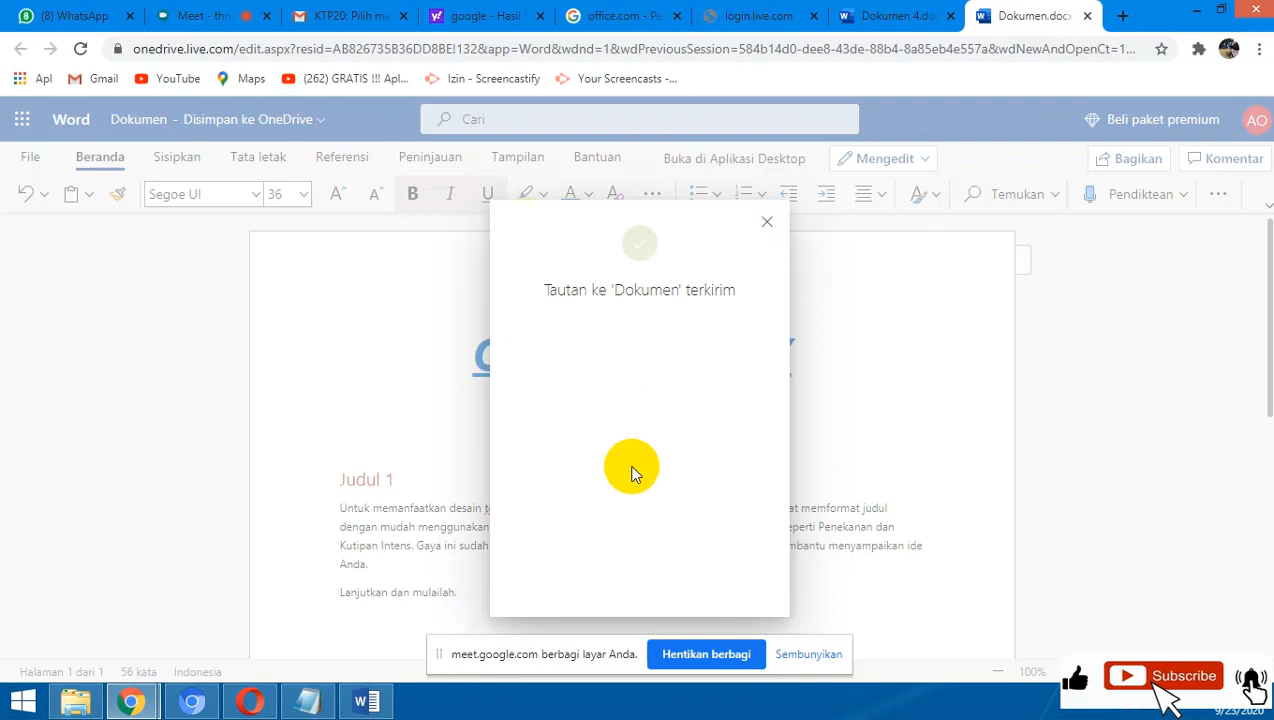 (8) WhatsApp
Meet - thr
KTP20: Pilih ma
google - Hasil
office.com - Pe
login.live.com
Dokumen 4.do
Dokumen.docx
onedrive.live.com/edit.aspx?resid=AB826735B36DD8BE!132&app=Word&wdnd=1&wdPreviousSession=5f4b14d0-dee8-43de-88b4-8a85eb4e557a&wdNewAndOpenCt=1...
Apl
Gmail
YouTube
Maps
(262) GRATIS !!! Apl...
Izin - Screencastify
Your Screencasts -...
Word
Dokumen - Disimpan ke OneDrive
Cari
Beli paket premium
AO
File
Beranda
Sisipkan
Tata letak
Referensi
Peninjauan
Tampilan
Bantuan
Buka di Aplikasi Desktop
Mengedit
Bagikan
Komentar
Segoe UI
36
B
I
U
Temukan
Pendiktean
Tautan ke 'Dokumen' terkirim
Judul 1
Untuk memanfaatkan desain at memformat judul
dengan mudah menggunakan eperti Penekanan dan
Kutipan Intens. Gaya ini sudah mbantu menyampaikan ide
Anda.
Lanjutkan dan mulailah.
meet.google.com berbagi layar Anda.
Hentikan berbagi
Sembunyikan
Halaman 1 dari 1
56 kata
Indonesia
100%
Subscribe
9/23/2020